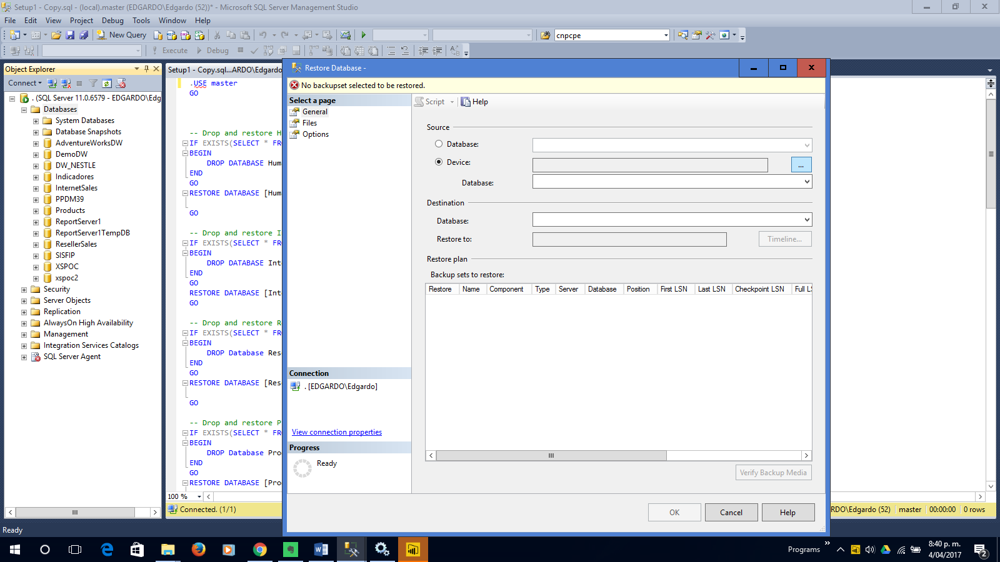 Setup1 - Copy.sql - (local).master (EDGARDO\Edgardo (52))* - Microsoft SQL Server Management Studio
File Edit View Project Debug Tools Window Help
New Query
cnpcpe
Execute Debug
Object Explorer
Connect
. (SQL Server 11.0.6579 - EDGARDO\Edg
Databases
System Databases
Database Snapshots
AdventureWorksDW
DemoDW
DW_NESTLE
Indicadores
InternetSales
PPDM39
Products
ReportServer1
ReportServer1TempDB
ResellerSales
SISFIP
XSPOC
xspoc2
Security
Server Objects
Replication
AlwaysOn High Availability
Management
Integration Services Catalogs
SQL Server Agent
Setup1 - Copy.sql...ARDO\Edgardo
.USE master
GO
-- Drop and restore H
IF EXISTS(SELECT * FRO
BEGIN
DROP DATABASE Hum
END
GO
RESTORE DATABASE [Hum
GO
-- Drop and restore I
IF EXISTS(SELECT * FRO
BEGIN
DROP DATABASE Int
END
GO
RESTORE DATABASE [Int
GO
-- Drop and restore R
IF EXISTS(SELECT * FRO
BEGIN
DROP Database Res
END
GO
RESTORE DATABASE [Res
GO
-- Drop and restore P
IF EXISTS(SELECT * FRO
BEGIN
DROP Database Pro
END
GO
RESTORE DATABASE [Pro
100 %
Connected. (1/1)
RDO\Edgardo (52) master 00:00:00 0 rows
Restore Database -
No backupset selected to be restored.
Select a page
General
Files
Options
Connection
. [EDGARDO\Edgardo]
View connection properties
Progress
Ready
Script Help
Source
Database:
Device:
...
Database:
Destination
Database:
Restore to:
Timeline...
Restore plan
Backup sets to restore:
Restore Name Component Type Server Database Position First LSN Last LSN Checkpoint LSN Full LS
Verify Backup Media
OK Cancel Help
Ready
Programs
8:40 p. m.
4/04/2017
2